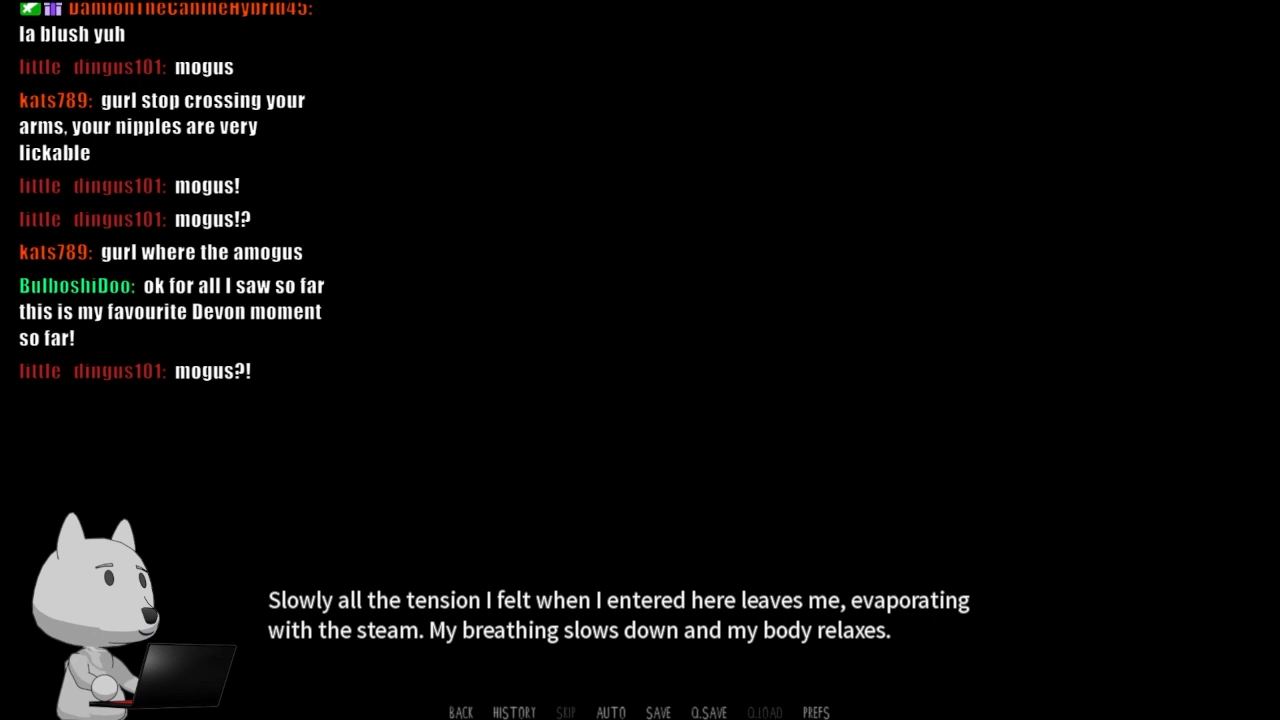 DamionTheCanineHybrid45:
la blush yuh
little_dingus101: mogus
kats789: gurl stop crossing your
arms, your nipples are very
lickable
little_dingus101: mogus!
little_dingus101: mogus!?
kats789: gurl where the amogus
BulboshiDoo: ok for all I saw so far
this is my favourite Devon moment
so far!
little_dingus101: mogus?!
Slowly all the tension I felt when I entered here leaves me, evaporating
with the steam. My breathing slows down and my body relaxes.
BACK HISTORY SKIP AUTO SAVE Q.SAVE Q.LOAD PREFS